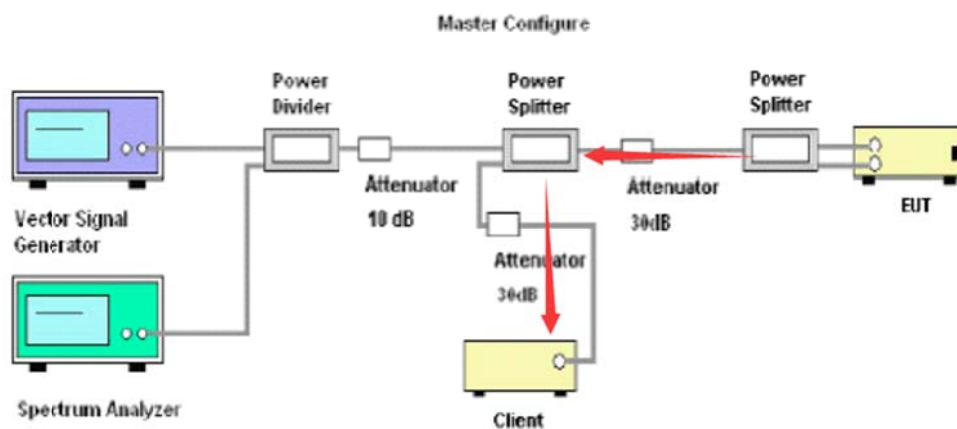 Master Configure
Power
Divider
Power
Splitter
Power
Splitter
Attenuator
10 dB
Attenuator
30dB
EUT
Vector Signal
Generator
Attenuator
30dB
Spectrum Analyzer
Client